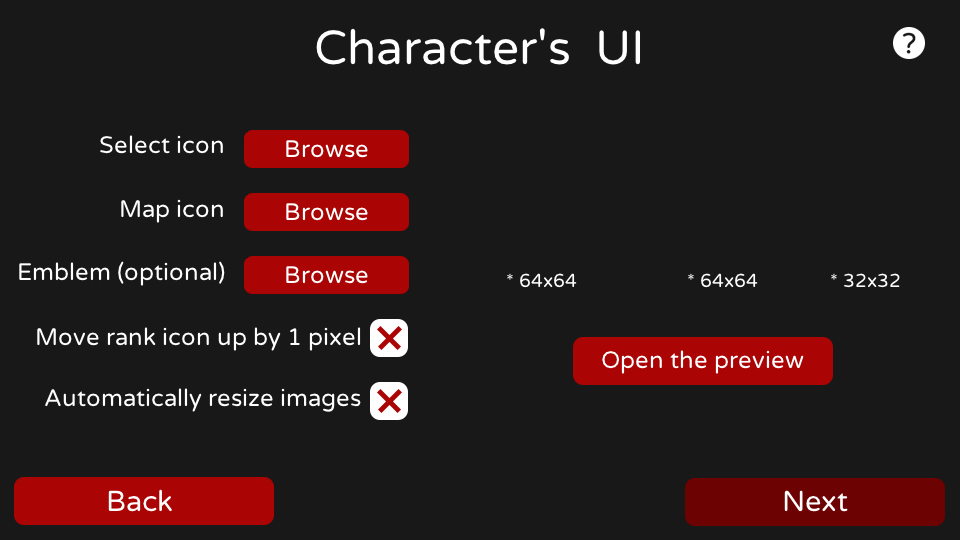 Character's UI
?
Select icon
Browse
Map icon
Browse
Emblem (optional)
Browse
* 64x64
* 64x64
* 32x32
Move rank icon up by 1 pixel
Open the preview
Automatically resize images
Back
Next